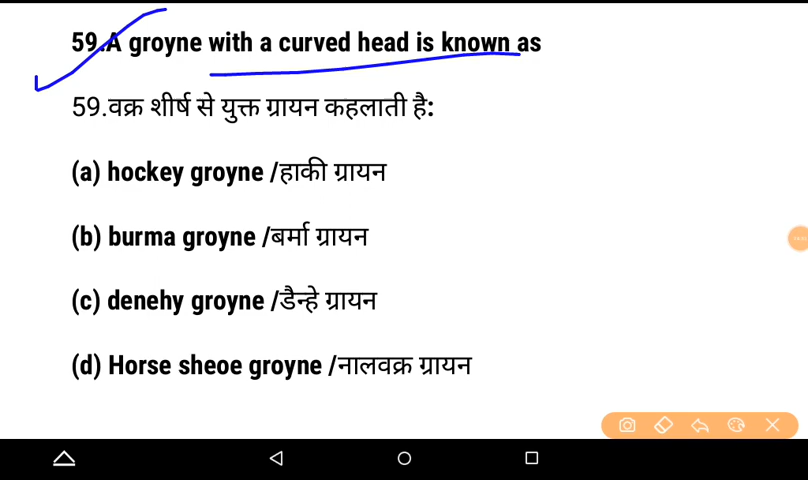 59.A groyne with a curved head is known as
59.वक्र शीर्ष से युक्त ग्रायन कहलाती है:
(a) hockey groyne /हाकी ग्रायन
(b) burma groyne /बर्मा ग्रायन
(c) denehy groyne /डैन्हे ग्रायन
(d) Horse sheoe groyne /नालवक्र ग्रायन